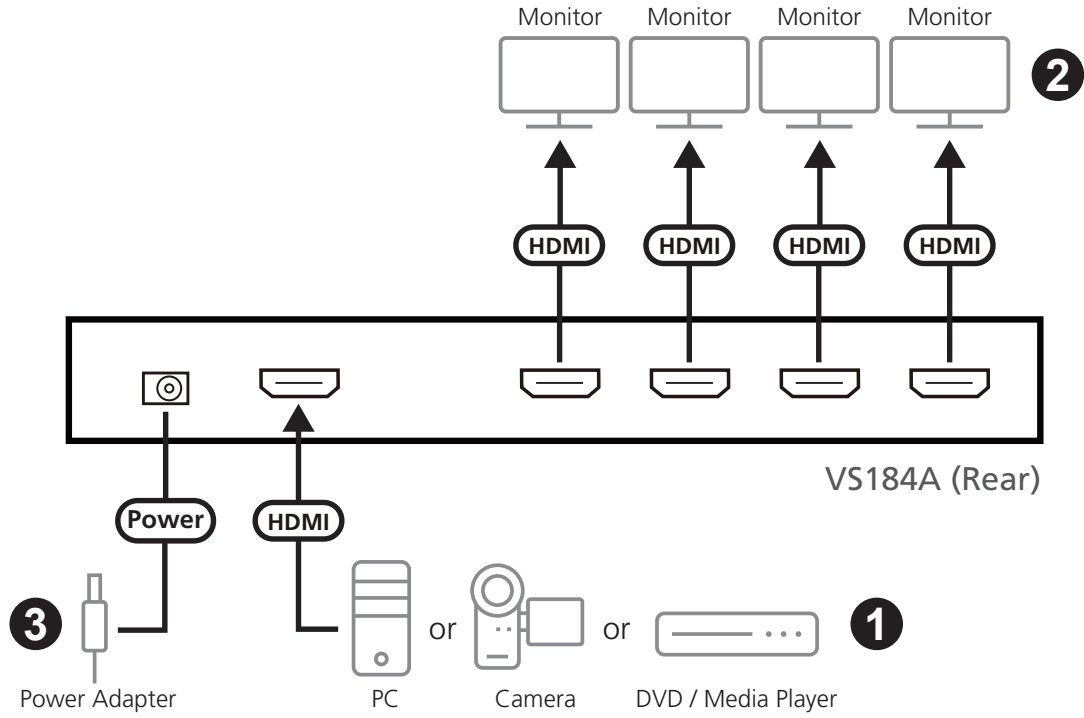 Monitor Monitor Monitor Monitor
2
HDMI HDMI HDMI HDMI
VS184A (Rear)
Power HDMI
3 or or 1
Power Adapter PC Camera DVD / Media Player